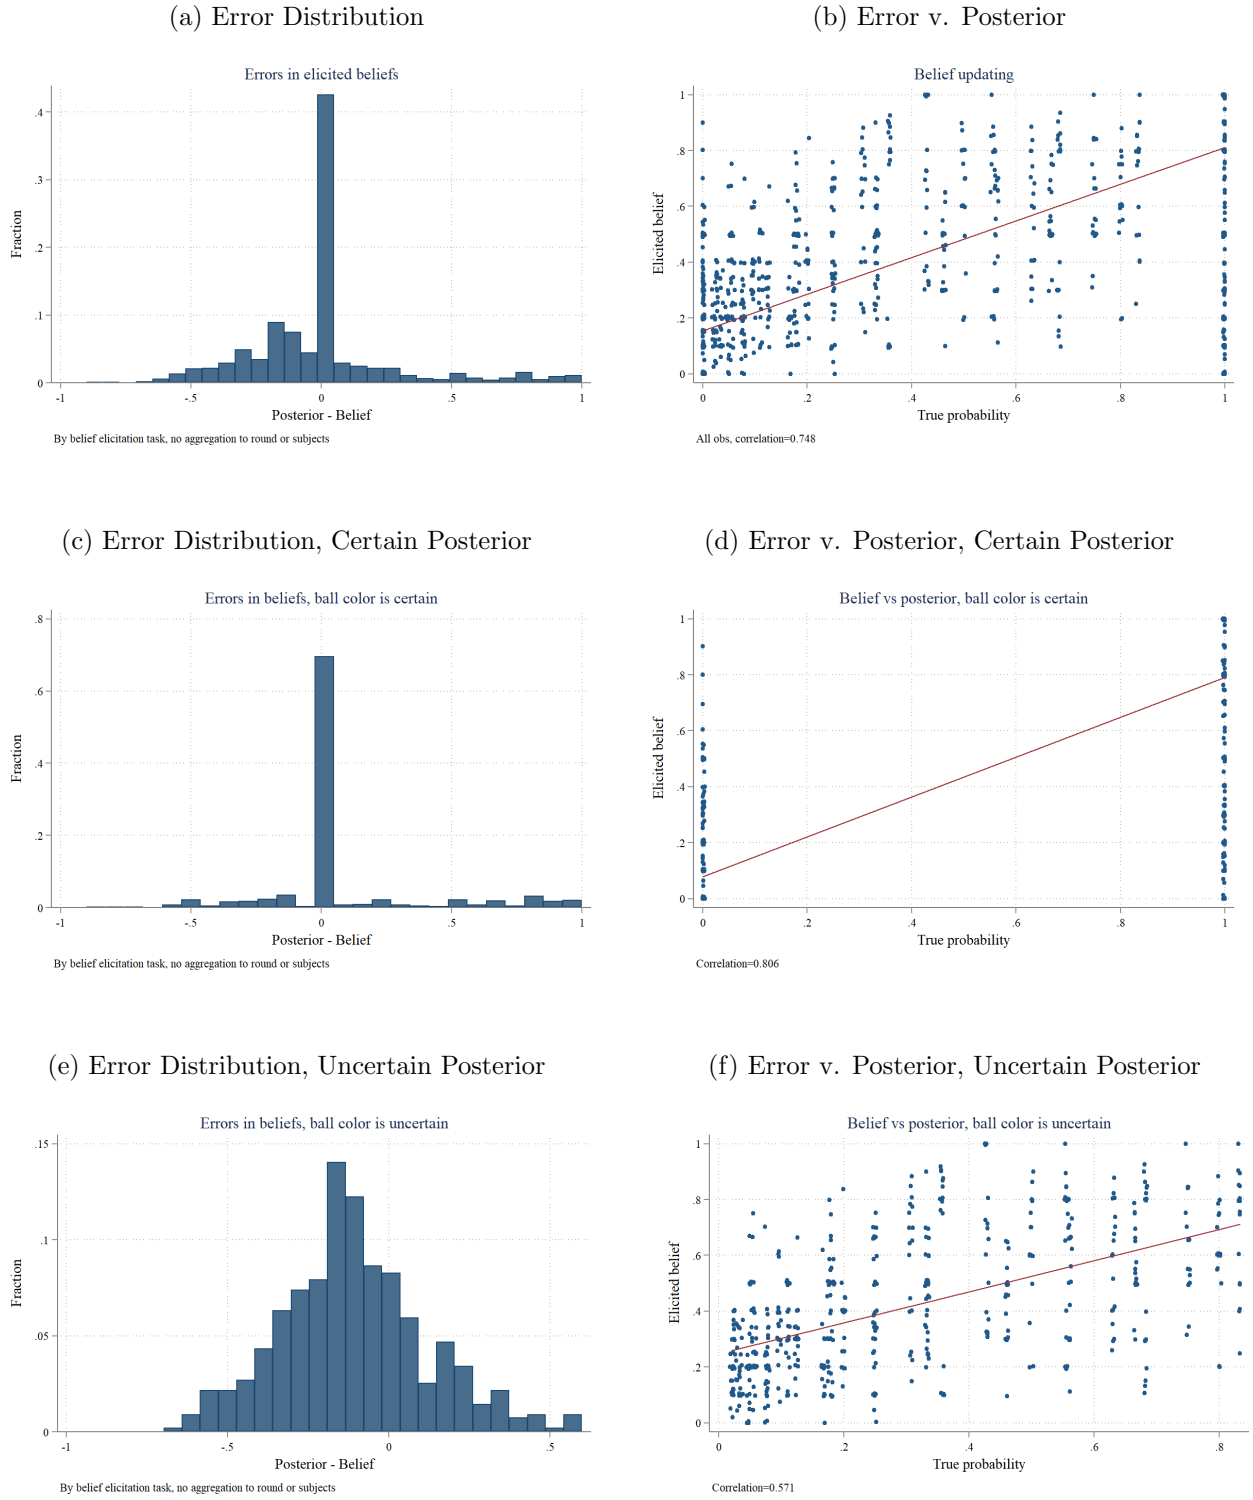 (a) Error Distribution
Errors in elicited beliefs
Fraction
.4
.3
.2
.1
0
-1
-.5
0
.5
1
Posterior - Belief
By belief elicitation task, no aggregation to round or subjects
(b) Error v. Posterior
Belief updating
Elicited belief
1
.8
.6
.4
.2
0
0
.2
.4
.6
.8
1
True probability
All obs, correlation=0.748
(c) Error Distribution, Certain Posterior
Errors in beliefs, ball color is certain
Fraction
.8
.6
.4
.2
0
-1
-.5
0
.5
1
Posterior - Belief
By belief elicitation task, no aggregation to round or subjects
(d) Error v. Posterior, Certain Posterior
Belief vs posterior, ball color is certain
Elicited belief
1
.8
.6
.4
.2
0
0
.2
.4
.6
.8
1
True probability
Correlation=0.806
(e) Error Distribution, Uncertain Posterior
Errors in beliefs, ball color is uncertain
Fraction
.15
.1
.05
0
-1
-.5
0
.5
Posterior - Belief
By belief elicitation task, no aggregation to round or subjects
(f) Error v. Posterior, Uncertain Posterior
Belief vs posterior, ball color is uncertain
Elicited belief
1
.8
.6
.4
.2
0
0
.2
.4
.6
.8
True probability
Correlation=0.571